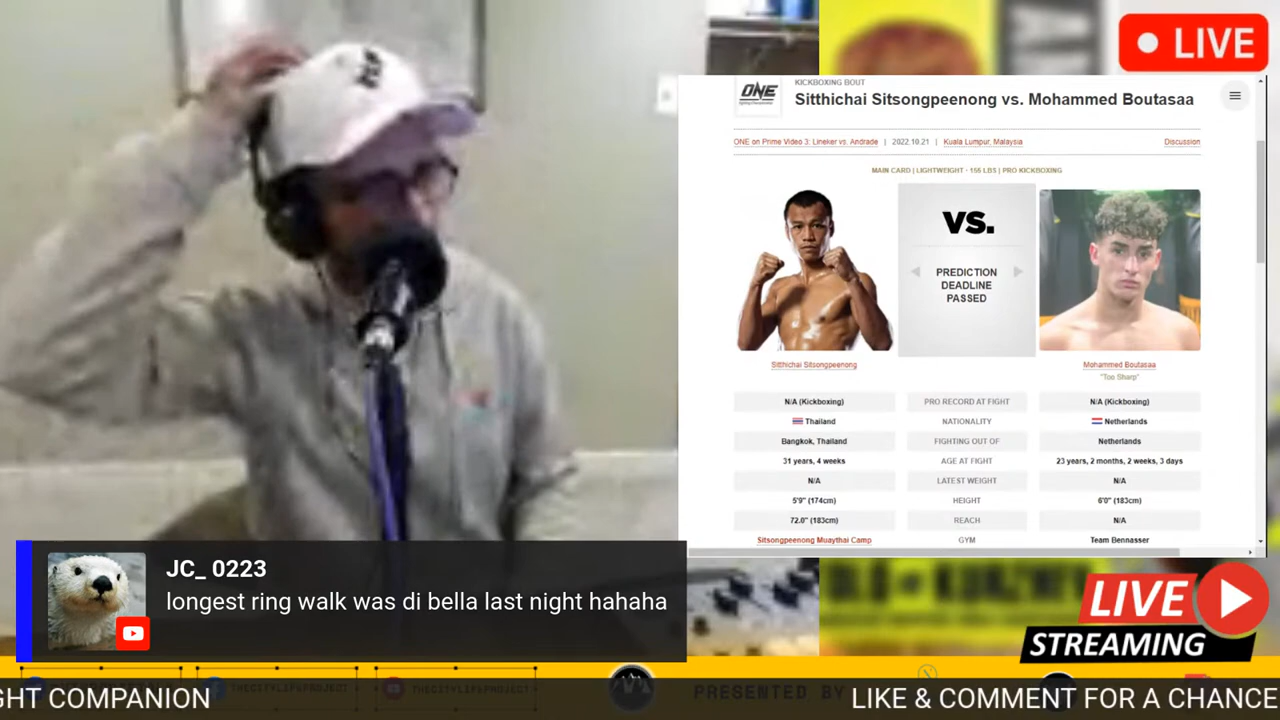 LIVE
KICKBOXING BOUT
ONE
Sitthichai Sitsongpeenong vs. Mohammed Boutasaa
ONE on Prime Video 3: Lineker vs. Andrade | 2022.10.21 | Kuala Lumpur, Malaysia
Discussion
MAIN CARD | LIGHTWEIGHT · 155 LBS | PRO KICKBOXING
VS.
PREDICTION
DEADLINE
PASSED
Sitthichai Sitsongpeenong
Mohammed Boutasaa
"Too Sharp"
N/A (Kickboxing) PRO RECORD AT FIGHT N/A (Kickboxing)
Thailand NATIONALITY Netherlands
Bangkok, Thailand FIGHTING OUT OF Netherlands
31 years, 4 weeks AGE AT FIGHT 23 years, 2 months, 2 weeks, 3 days
N/A LATEST WEIGHT N/A
5'9" (174cm) HEIGHT 6'0" (183cm)
72.0" (183cm) REACH N/A
Sitsongpeenong Muaythai Camp GYM Team Bennasser
JC_ 0223
longest ring walk was di bella last night hahaha
LIVE
STREAMING
THECITYLIFEPROJECT
THECITYLIFEPROJECT
PRESENTED BY
GHT COMPANION
LIKE & COMMENT FOR A CHANCE